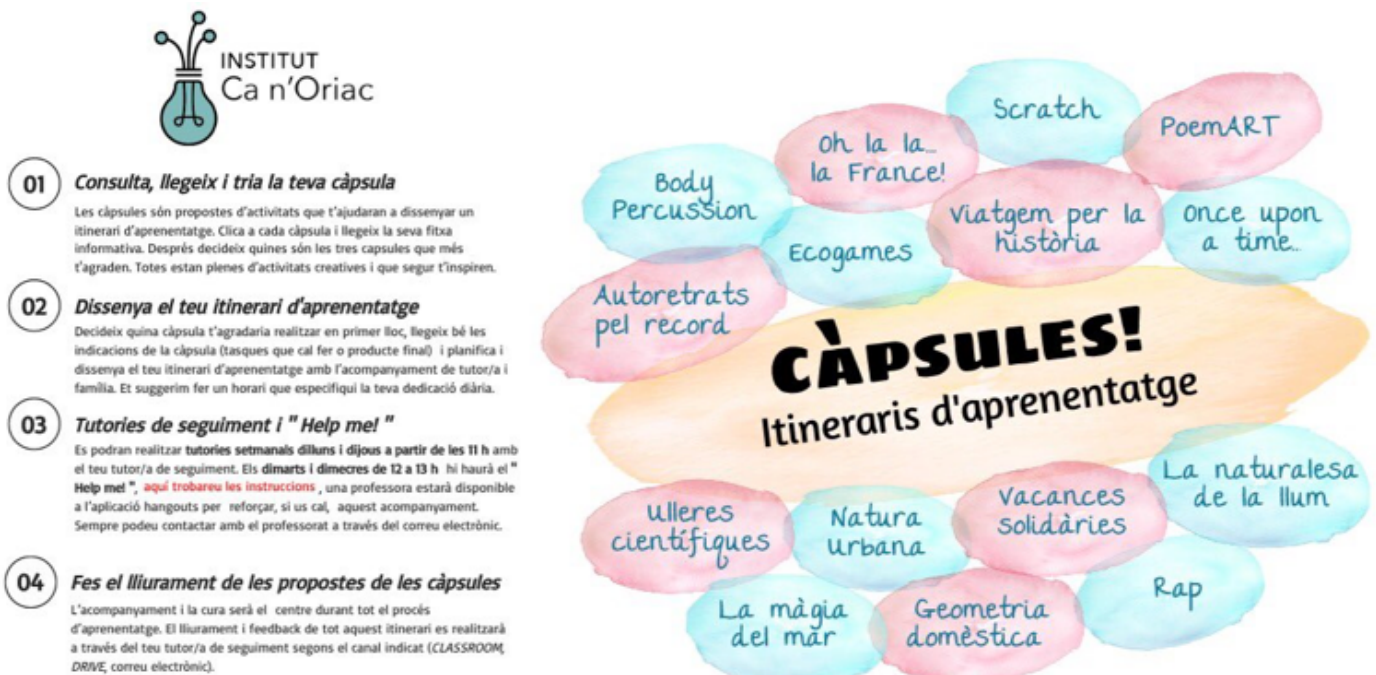 INSTITUT
Ca n'Oriac
01
Consulta, llegeix i tria la teva càpsula
Les càpsules són propostes d'activitats que t'ajudaran a dissenyar un
itinerari d'aprenentatge. Clica a cada càpsula i llegeix la seva fitxa
informativa. Després decideix quines són les tres capsules que més
t'agraden. Totes estan plenes d'activitats creatives i que segur t'inspiren.
02
Dissenya el teu itinerari d'aprenentatge
Decideix quina càpsula t'agradaria realitzar en primer lloc, llegeix bé les
indicacions de la càpsula (tasques que cal fer o producte final) i planifica i
dissenya el teu itinerari d'aprenentatge amb l'acompanyament de tutor/a i
família. Et suggerim fer un horari que especifiqui la teva dedicació diària.
03
Tutories de seguiment i " Help me! "
Es podran realitzar tutories setmanals dilluns i dijous a partir de les 11 h amb
el teu tutor/a de seguiment. Els dimarts i dimecres de 12 a 13 h hi haurà el "
Help me! ", aquí trobareu les instruccions , una professora estarà disponible
a l'aplicació hangouts per reforçar, si us cal, aquest acompanyament.
Sempre podeu contactar amb el professorat a través del correu electrònic.
04
Fes el lliurament de les propostes de les càpsules
L'acompanyament i la cura serà el centre durant tot el procés
d'aprenentatge. El lliurament i feedback de tot aquest itinerari es realitzarà
a través del teu tutor/a de seguiment segons el canal indicat (CLASSROOM,
DRIVE, correu electrònic).
Scratch
PoemART
Oh la la...
la France!
Body
Percussion
Viatgem per la
història
Once upon
a time...
Ecogames
Autoretrats
pel record
CÀPSULES!
Itineraris d'aprenentatge
La naturalesa
de la llum
Vacances
solidàries
Ulleres
científiques
Natura
Urbana
Rap
La màgia
del mar
Geometria
domèstica